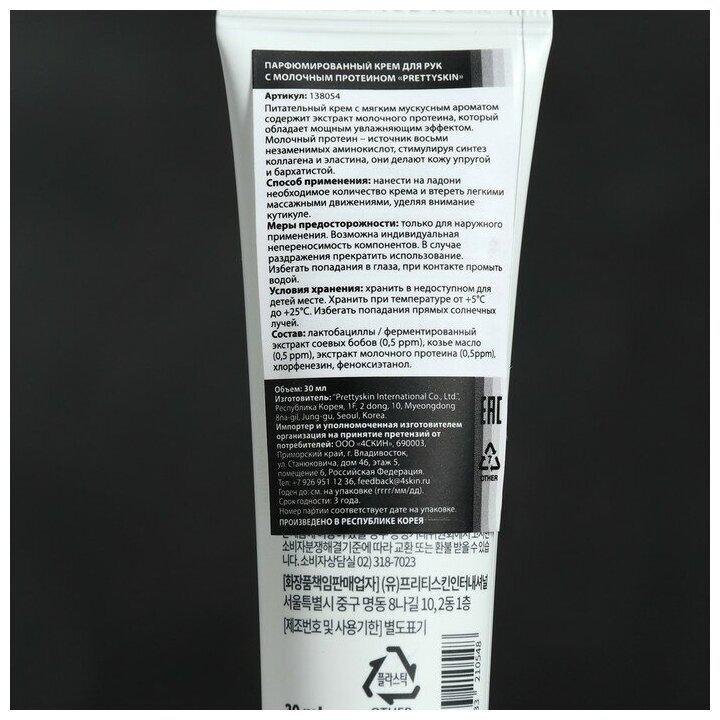 ПАРФЮМИРОВАННЫЙ КРЕМ ДЛЯ РУК
С МОЛОЧНЫМ ПРОТЕИНОМ «PRETTYSKIN»
Артикул: 138054
Питательный крем с мягким мускусным ароматом
содержит экстракт молочного протеина, который
обладает мощным увлажняющим эффектом.
Молочный протеин – источник восьми
незаменимых аминокислот, стимулируя синтез
коллагена и эластина, они делают кожу упругой
и бархатистой.
Способ применения: нанести на ладони
необходимое количество крема и втереть легкими
массажными движениями, уделяя внимание
кутикуле.
Меры предосторожности: только для наружного
применения. Возможна индивидуальная
непереносимость компонентов. В случае
раздражения прекратить использование.
Избегать попадания в глаза, при контакте промыть
водой.
Условия хранения: хранить в недоступном для
детей месте. Хранить при температуре от +5°С
до +25°С. Избегать попадания прямых солнечных
лучей.
Состав: лактобациллы / ферментированный
экстракт соевых бобов (0,5 ppm), козье масло
(0,5 ppm), экстракт молочного протеина (0,5ppm),
хлорфенезин, феноксиэтанол.
Объем: 30 мл
Изготовитель: "Prettyskin International Co., Ltd.",
Республика Корея, 1F, 2 dong, 10, Myeongdong
8na-gil, Jung-gu, Seoul, Korea.
Импортер и уполномоченная изготовителем
организация на принятие претензий от
потребителей: ООО «4СКИН», 690003,
Приморский край, г. Владивосток,
ул. Станюковича, дом 46, этаж 5,
помещение 6, Российская Федерация.
Тел.: +7 926 951 12 36, feedback@4skin.ru
Годен до: см. на упаковке (гггг/мм/дд).
Срок годности: 3 года.
Номер партии соответствует дате на упаковке.
ПРОИЗВЕДЕНО В РЕСПУБЛИКЕ КОРЕЯ
EAC
7
OTHER
소비자분쟁해결기준에 따라 교환 또는 환불 받을 수 있습
니다. 소비자상담실 02) 318-7023
[화장품책임판매업자] (유)프리티스킨인터내셔널
서울특별시 중구 명동 8나길 10, 2동 1층
[제조번호 및 사용기한] 별도표기
플라스틱
OTHER
30 ml
210548